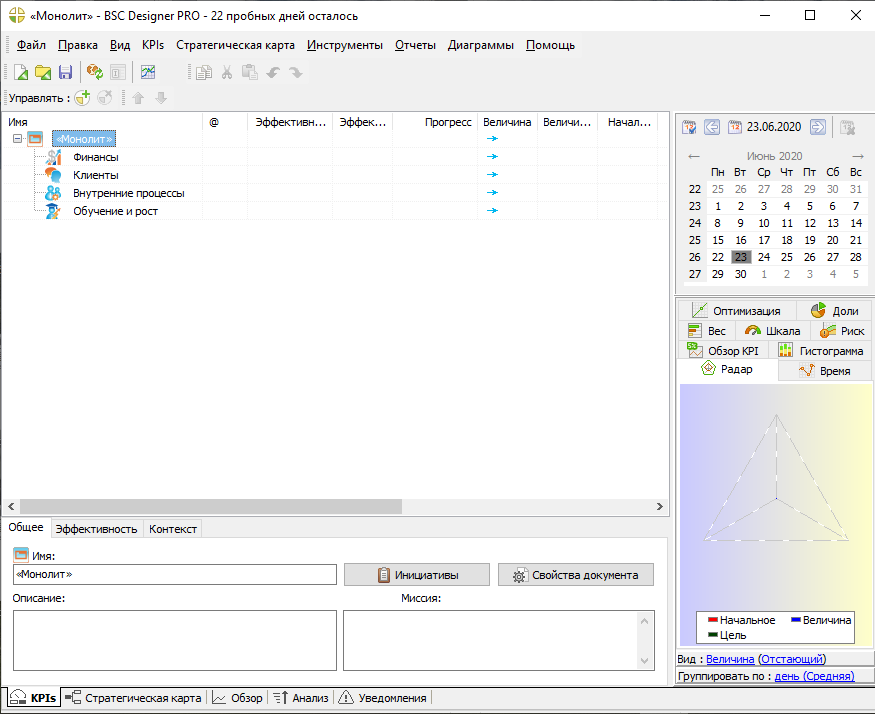 «Монолит» - BSC Designer PRO - 22 пробных дней осталось
Файл Правка Вид KPIs Стратегическая карта Инструменты Отчеты Диаграммы Помощь
Управлять :
Имя @ Эффективн... Эффек... Прогресс Величина Величи... Начал...
«Монолит»
Финансы
Клиенты
Внутренние процессы
Обучение и рост
12 12 23.06.2020
← Июнь 2020 →
Пн Вт Ср Чт Пт Сб Вс
22 25 26 27 28 29 30 31
23 1 2 3 4 5 6 7
24 8 9 10 11 12 13 14
25 15 16 17 18 19 20 21
26 22 23 24 25 26 27 28
27 29 30 1 2 3 4 5
Оптимизация Доли
Вес Шкала Риск
Обзор KPI Гистограмма
Радар Время
Начальное Величина
Цель
Вид : Величина (Отстающий)
Группировать по : день (Средняя)
Общее Эффективность Контекст
Имя:
«Монолит» Инициативы Свойства документа
Описание: Миссия:
KPIs Стратегическая карта Обзор Анализ Уведомления